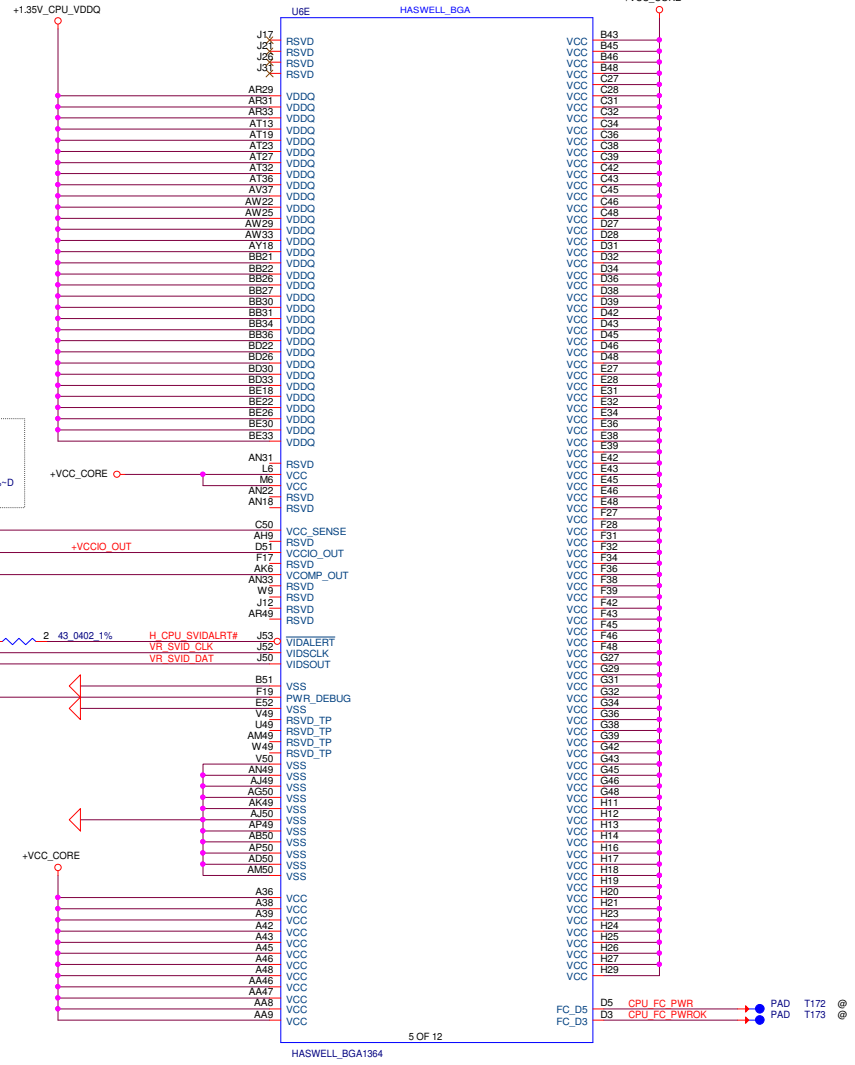 +1.35V_CPU_VDDQ
U6E
HASWELL_BGA
J17 RSVD
J21 RSVD
J26 RSVD
J31 RSVD
AR29 VDDQ
AR31 VDDQ
AR33 VDDQ
AT13 VDDQ
AT19 VDDQ
AT23 VDDQ
AT27 VDDQ
AT32 VDDQ
AT36 VDDQ
AV37 VDDQ
AW22 VDDQ
AW25 VDDQ
AW29 VDDQ
AW33 VDDQ
AY18 VDDQ
BB21 VDDQ
BB22 VDDQ
BB26 VDDQ
BB27 VDDQ
BB30 VDDQ
BB31 VDDQ
BB34 VDDQ
BB36 VDDQ
BD22 VDDQ
BD26 VDDQ
BD30 VDDQ
BD33 VDDQ
BE18 VDDQ
BE22 VDDQ
BE26 VDDQ
BE30 VDDQ
BE33 VDDQ
AN31 RSVD
+VCC_CORE
L6 VCC
M6 VCC
AN22 RSVD
AN18 RSVD
C50 VCC_SENSE
AH9 RSVD
+VCCIO_OUT D51 VCCIO_OUT
F17 RSVD
AK6 VCOMP_OUT
AN33 RSVD
W9 RSVD
J12 RSVD
AR49 RSVD
2 43_0402_1% H_CPU_SVIDALRT# J53 VIDALERT
VR_SVID_CLK J52 VIDSCLK
VR_SVID_DAT J50 VIDSOUT
B51 VSS
F19 PWR_DEBUG
E52 VSS
V49 RSVD_TP
U49 RSVD_TP
AM49 RSVD_TP
W49 RSVD_TP
V50 VSS
AN49 VSS
AJ49 VSS
AG50 VSS
AK49 VSS
AJ50 VSS
AP49 VSS
AB50 VSS
AP50 VSS
AD50 VSS
AM50 VSS
+VCC_CORE
A36 VCC
A38 VCC
A39 VCC
A42 VCC
A43 VCC
A45 VCC
A46 VCC
A48 VCC
AA46 VCC
AA47 VCC
AA8 VCC
AA9 VCC
VCC B43
VCC B45
VCC B46
VCC B48
VCC C27
VCC C28
VCC C31
VCC C32
VCC C34
VCC C36
VCC C38
VCC C39
VCC C42
VCC C43
VCC C45
VCC C46
VCC C48
VCC D27
VCC D28
VCC D31
VCC D32
VCC D34
VCC D36
VCC D38
VCC D39
VCC D42
VCC D43
VCC D45
VCC D46
VCC D48
VCC E27
VCC E28
VCC E31
VCC E32
VCC E34
VCC E36
VCC E38
VCC E39
VCC E42
VCC E43
VCC E45
VCC E46
VCC E48
VCC F27
VCC F28
VCC F31
VCC F32
VCC F34
VCC F36
VCC F38
VCC F39
VCC F42
VCC F43
VCC F45
VCC F46
VCC F48
VCC G27
VCC G29
VCC G31
VCC G32
VCC G34
VCC G36
VCC G38
VCC G39
VCC G42
VCC G43
VCC G45
VCC G46
VCC G48
VCC H11
VCC H12
VCC H13
VCC H14
VCC H16
VCC H17
VCC H18
VCC H19
VCC H20
VCC H21
VCC H23
VCC H24
VCC H25
VCC H26
VCC H27
VCC H29
FC_D5 D5 CPU_FC_PWR PAD T172 @
FC_D3 D3 CPU_FC_PWROK PAD T173 @
5 OF 12
HASWELL_BGA1364